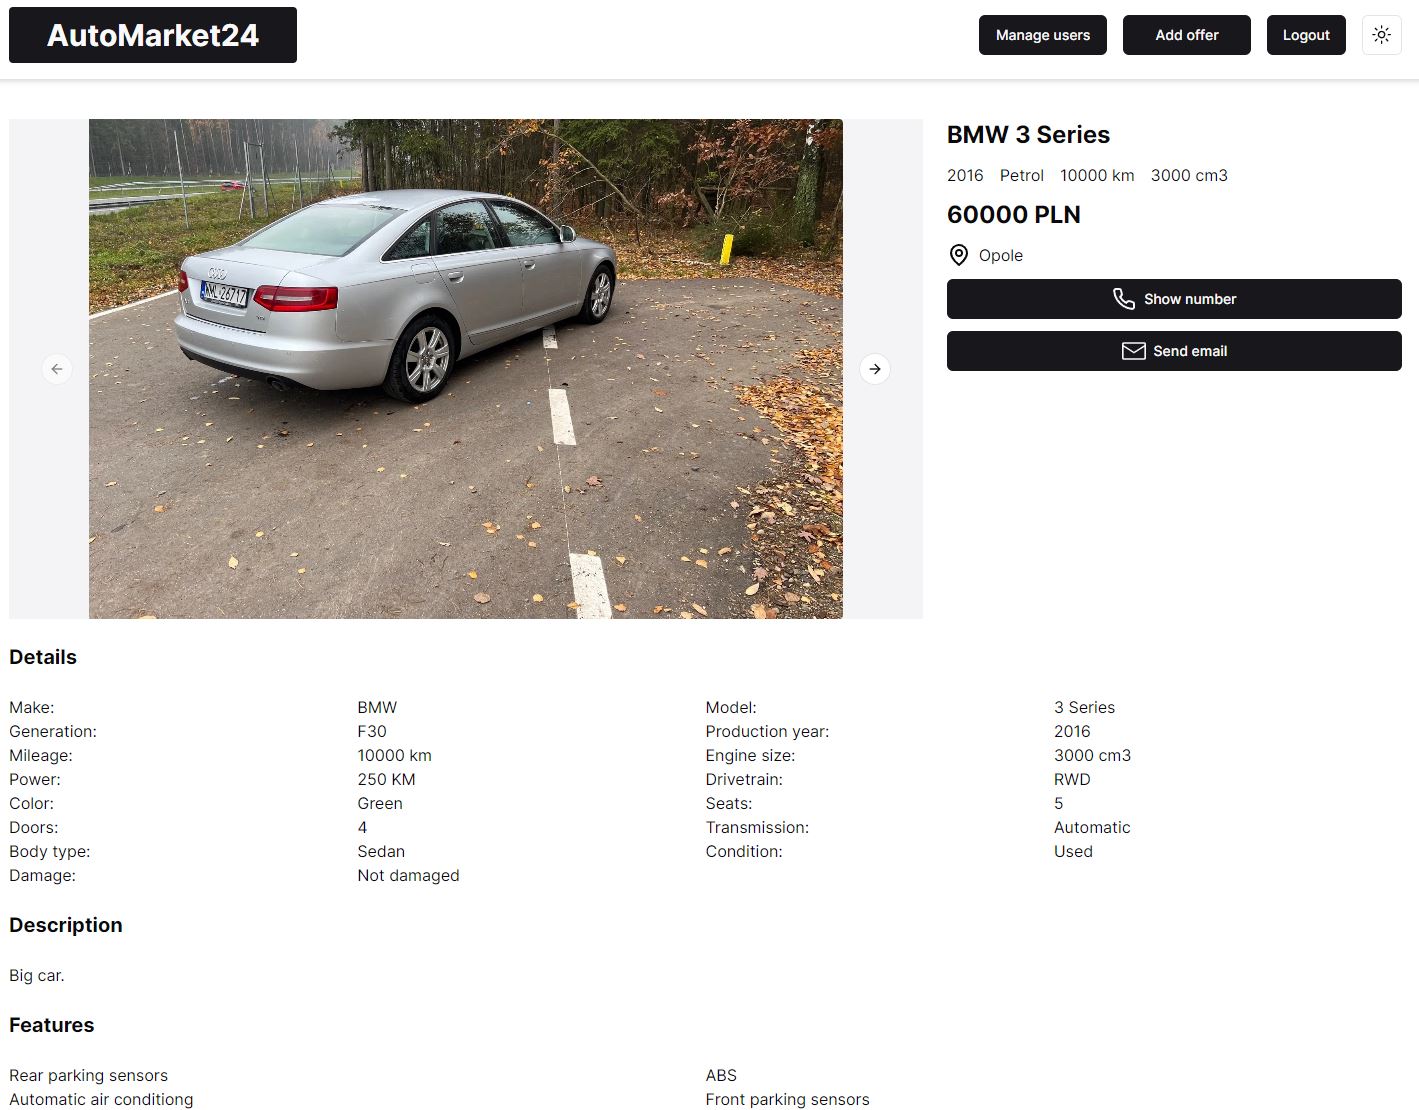 AutoMarket24
Manage users
Add offer
Logout
BMW 3 Series
2016 Petrol 10000 km 3000 cm3
60000 PLN
Opole
Show number
Send email
WML·26717
Details
Make: BMW Model: 3 Series
Generation: F30 Production year: 2016
Mileage: 10000 km Engine size: 3000 cm3
Power: 250 KM Drivetrain: RWD
Color: Green Seats: 5
Doors: 4 Transmission: Automatic
Body type: Sedan Condition: Used
Damage: Not damaged
Description
Big car.
Features
Rear parking sensors ABS
Automatic air conditiong Front parking sensors